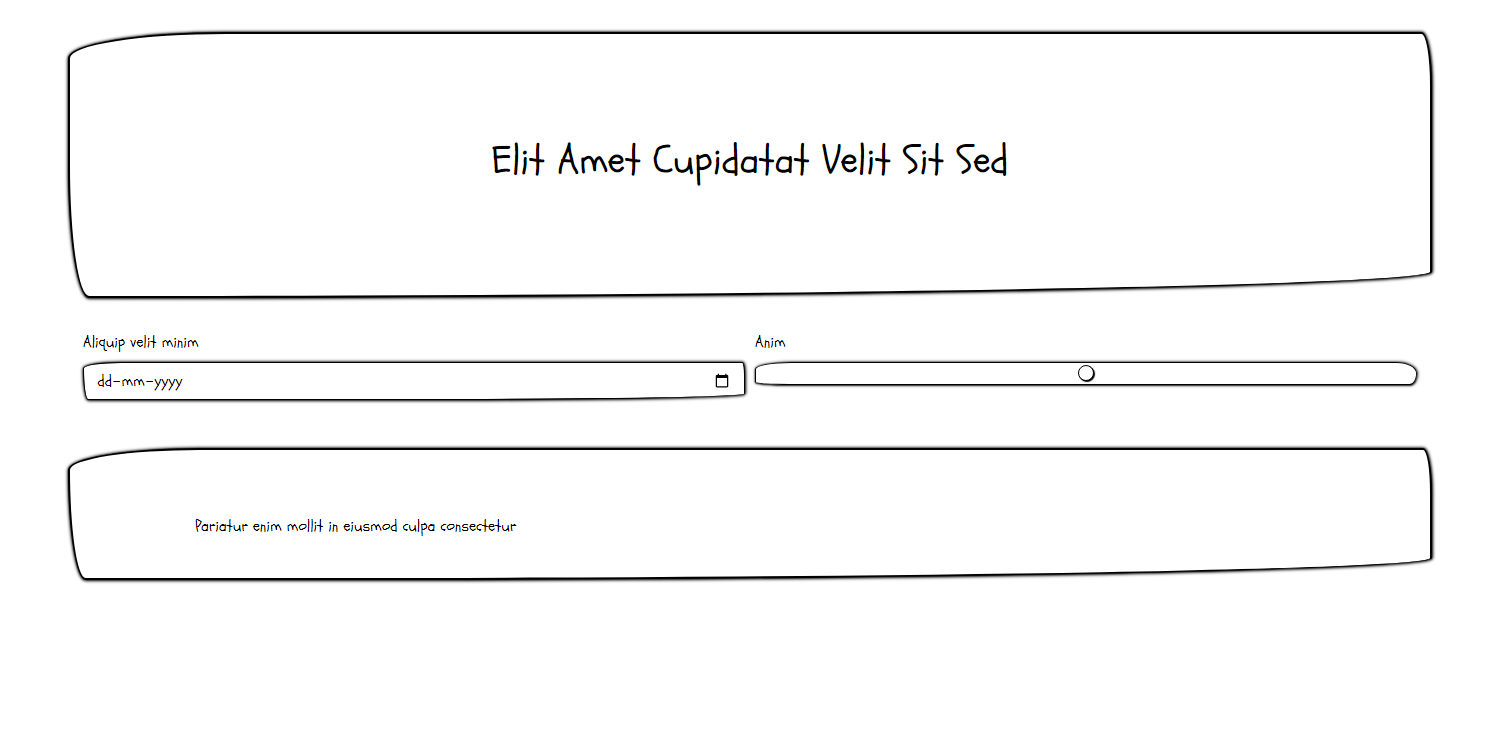 Elit Amet Cupidatat Velit Sit Sed
Aliquip velit minim
Anim
dd-mm-yyyy
Pariatur enim mollit in eiusmod culpa consectetur